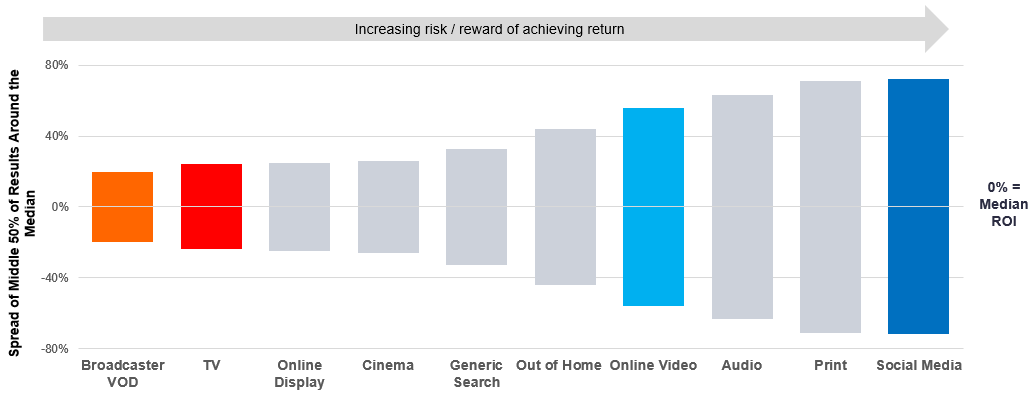 Increasing risk / reward of achieving return
Spread of Middle 50% of Results Around the
Median
80%
40%
0%
-40%
-80%
0% =
Median
ROI
Broadcaster
VOD
TV
Online
Display
Cinema
Generic
Search
Out of Home
Online Video
Audio
Print
Social Media